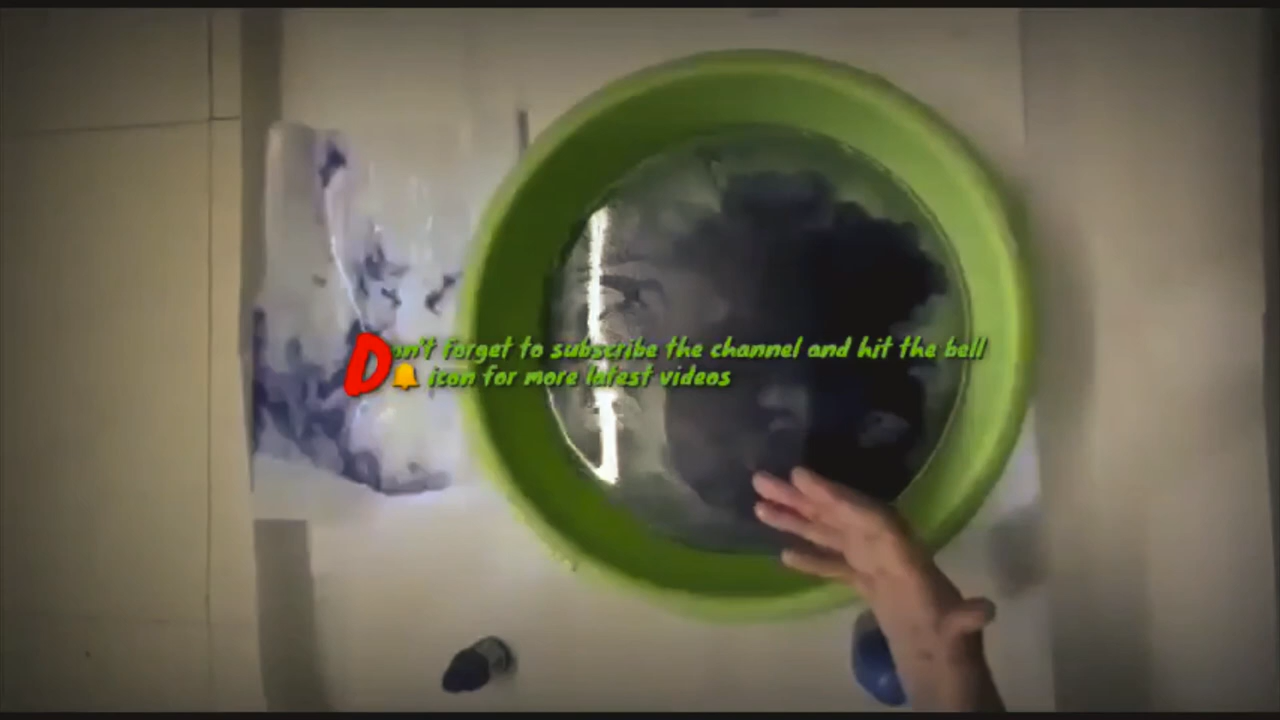 Don't forget to subscribe the channel and hit the bell
🔔 icon for more latest videos